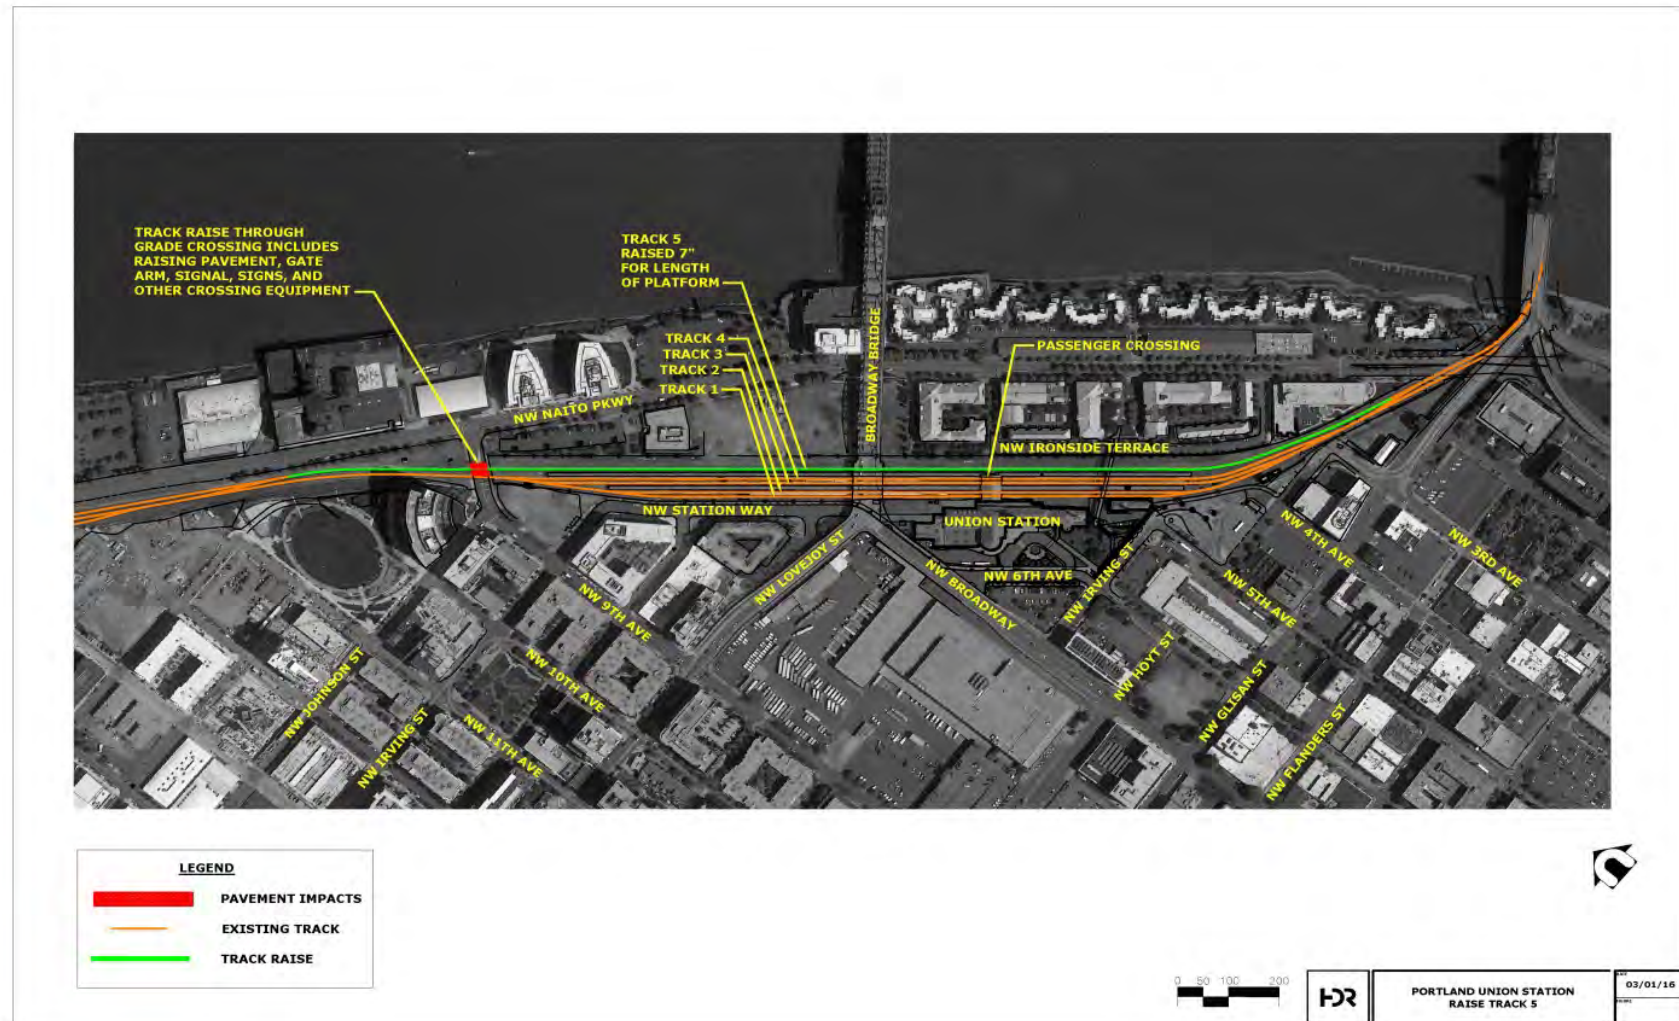 TRACK RAISE THROUGH
GRADE CROSSING INCLUDES
RAISING PAVEMENT, GATE
ARM, SIGNAL, SIGNS, AND
OTHER CROSSING EQUIPMENT
TRACK 5
RAISED 7"
FOR LENGTH
OF PLATFORM
TRACK 4
TRACK 3
TRACK 2
TRACK 1
BROADWAY BRIDGE
PASSENGER CROSSING
NW NAITO PKWY
NW IRONSIDE TERRACE
NW STATION WAY
UNION STATION
NW LOVEJOY ST
NW BROADWAY
NW 6TH AVE
NW IRVING ST
NW 4TH AVE
NW 3RD AVE
NW 5TH AVE
NW 9TH AVE
NW 10TH AVE
NW 11TH AVE
NW JOHNSON ST
NW IRVING ST
NW HOYT ST
NW GLISAN ST
NW FLANDERS ST
LEGEND
PAVEMENT IMPACTS
EXISTING TRACK
TRACK RAISE
0 50 100 200
HDR
PORTLAND UNION STATION
RAISE TRACK 5
DATE
03/01/16